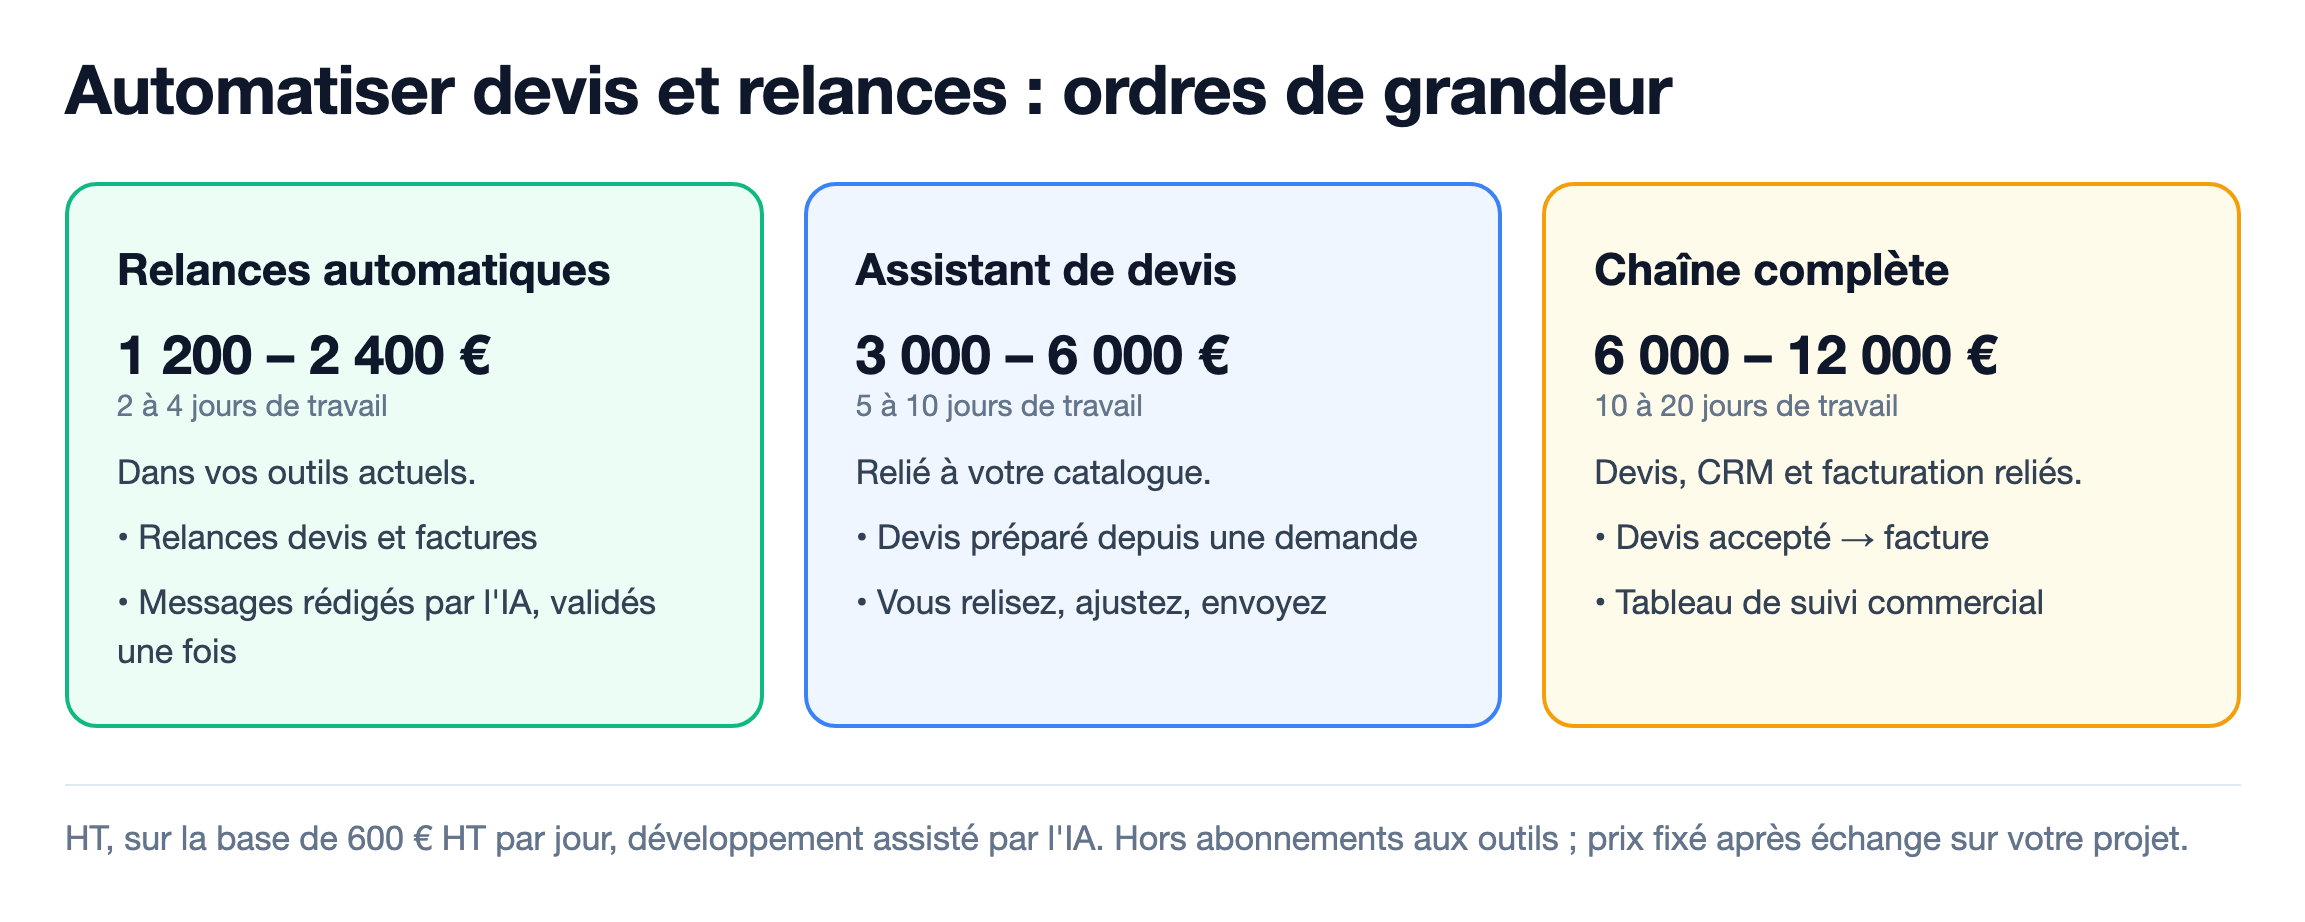 Automatiser devis et relances : ordres de grandeur
Relances automatiques
1 200 – 2 400 €
2 à 4 jours de travail
Dans vos outils actuels.
• Relances devis et factures
• Messages rédigés par l'IA, validés
une fois
Assistant de devis
3 000 – 6 000 €
5 à 10 jours de travail
Relié à votre catalogue.
• Devis préparé depuis une demande
• Vous relisez, ajustez, envoyez
Chaîne complète
6 000 – 12 000 €
10 à 20 jours de travail
Devis, CRM et facturation reliés.
• Devis accepté → facture
• Tableau de suivi commercial
HT, sur la base de 600 € HT par jour, développement assisté par l'IA. Hors abonnements aux outils ; prix fixé après échange sur votre projet.